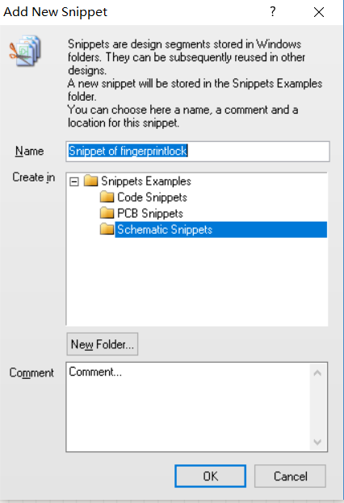 Add New Snippet
?
Snippets are design segments stored in Windows
folders. They can be subsequently reused in other
designs.
A new snippet will be stored in the Snippets Examples
folder.
You can choose here a name, a comment and a
location for this snippet.
Name
Snippet of fingerprintlock
Create in
Snippets Examples
Code Snippets
PCB Snippets
Schematic Snippets
New Folder...
Comment
Comment...
OK
Cancel